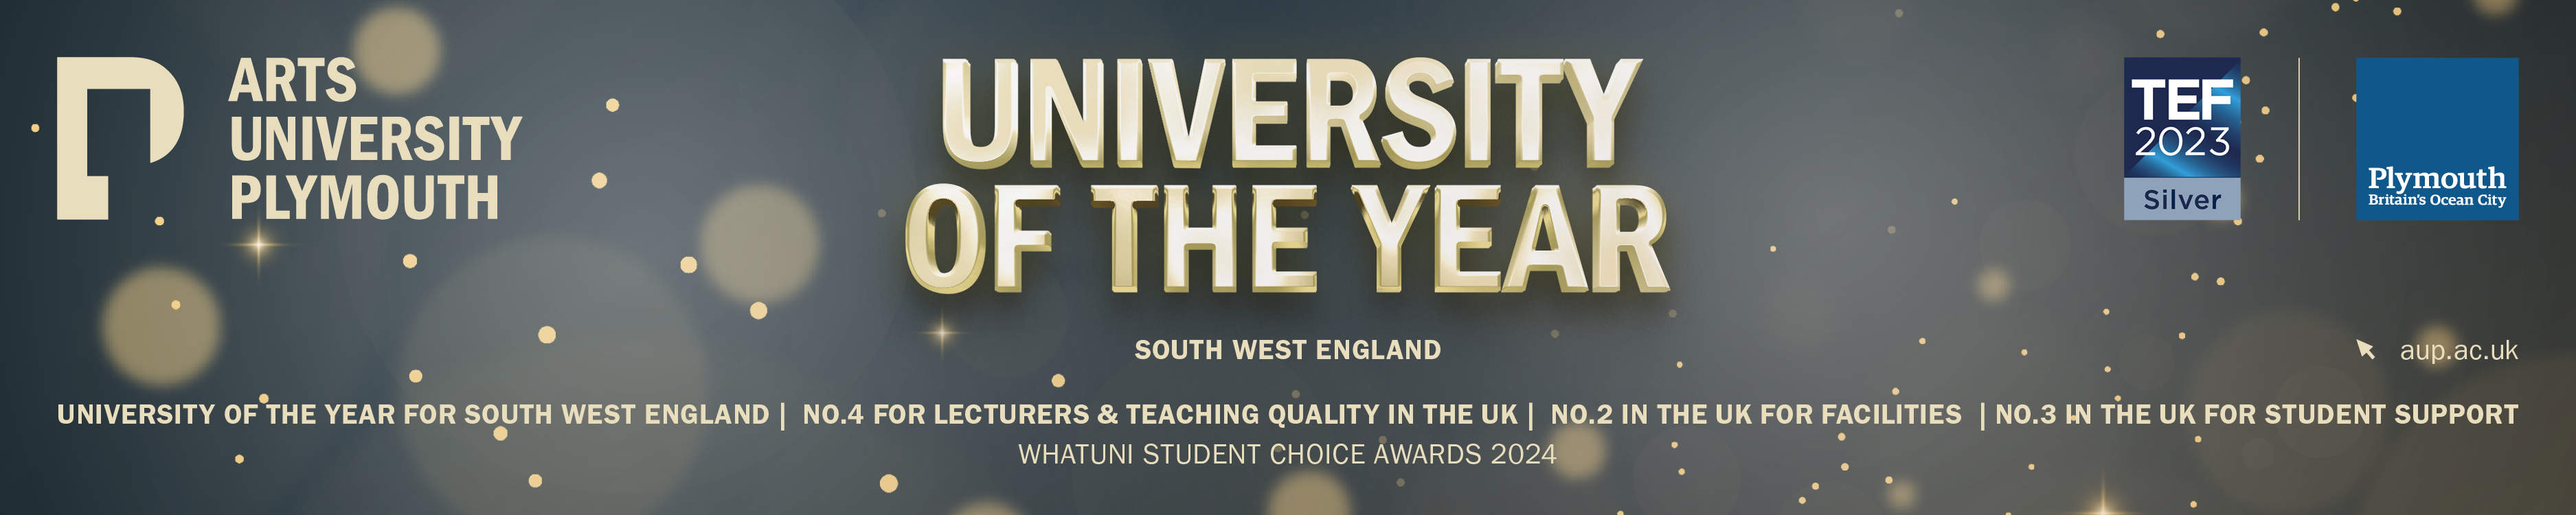 ARTS
UNIVERSITY
PLYMOUTH
UNIVERSITY
OF THE YEAR
SOUTH WEST ENGLAND
TEF
2023
Silver
Plymouth
Britain's Ocean City
aup.ac.uk
UNIVERSITY OF THE YEAR FOR SOUTH WEST ENGLAND | NO.4 FOR LECTURERS & TEACHING QUALITY IN THE UK | NO.2 IN THE UK FOR FACILITIES | NO.3 IN THE UK FOR STUDENT SUPPORT
WHATUNI STUDENT CHOICE AWARDS 2024